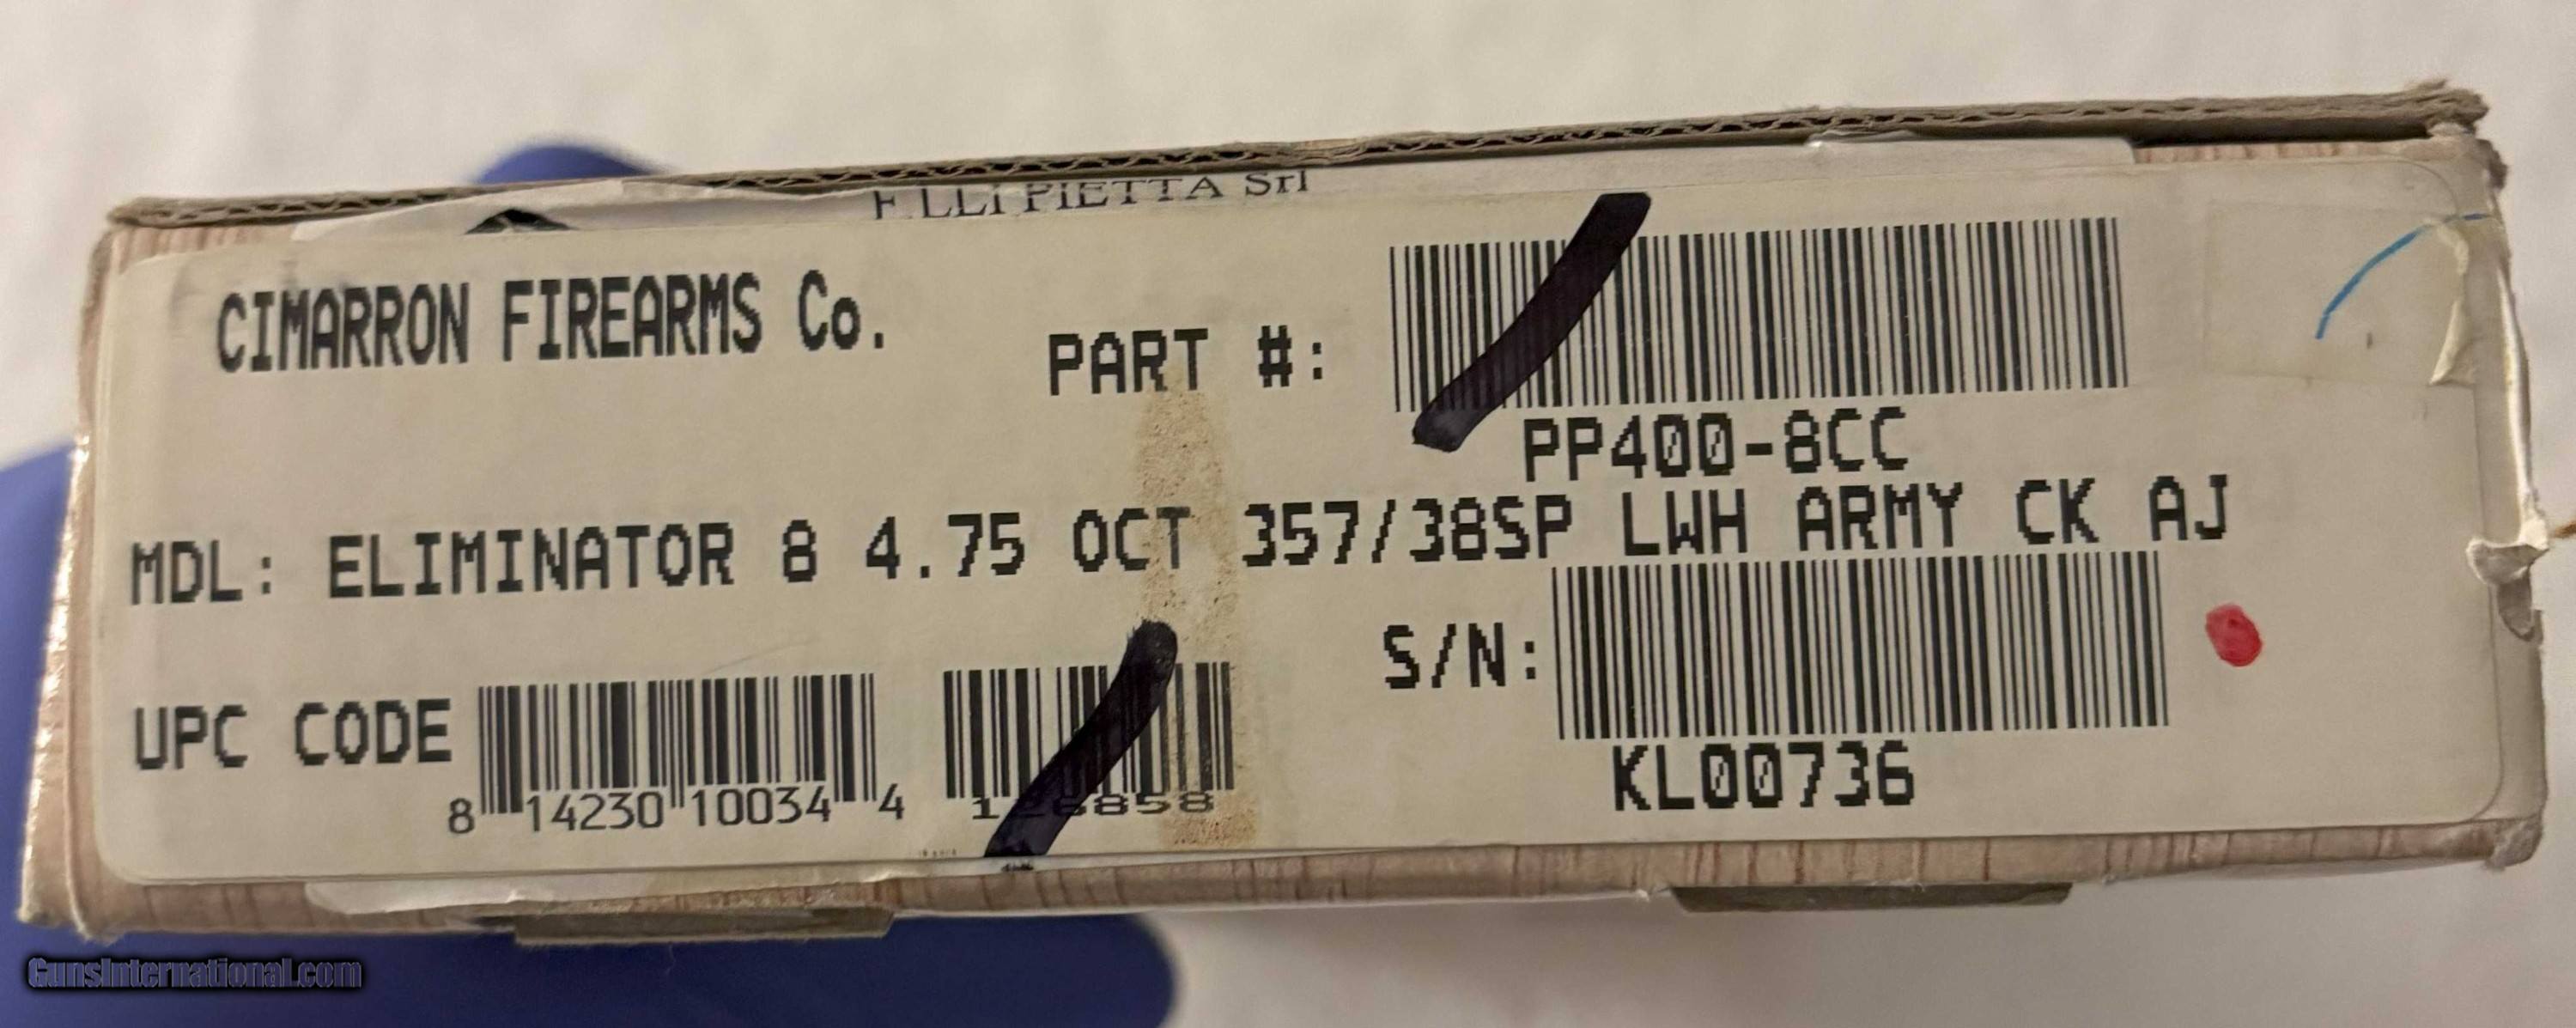 F.LLI PIETTA Srl
CIMARRON FIREARMS Co.
PART #:
PP400-8CC
MDL: ELIMINATOR 8 4.75 OCT 357/38SP LWH ARMY CK AJ
UPC CODE
8 14230 10034 4
S/N:
KL00736
GunsInternational.com